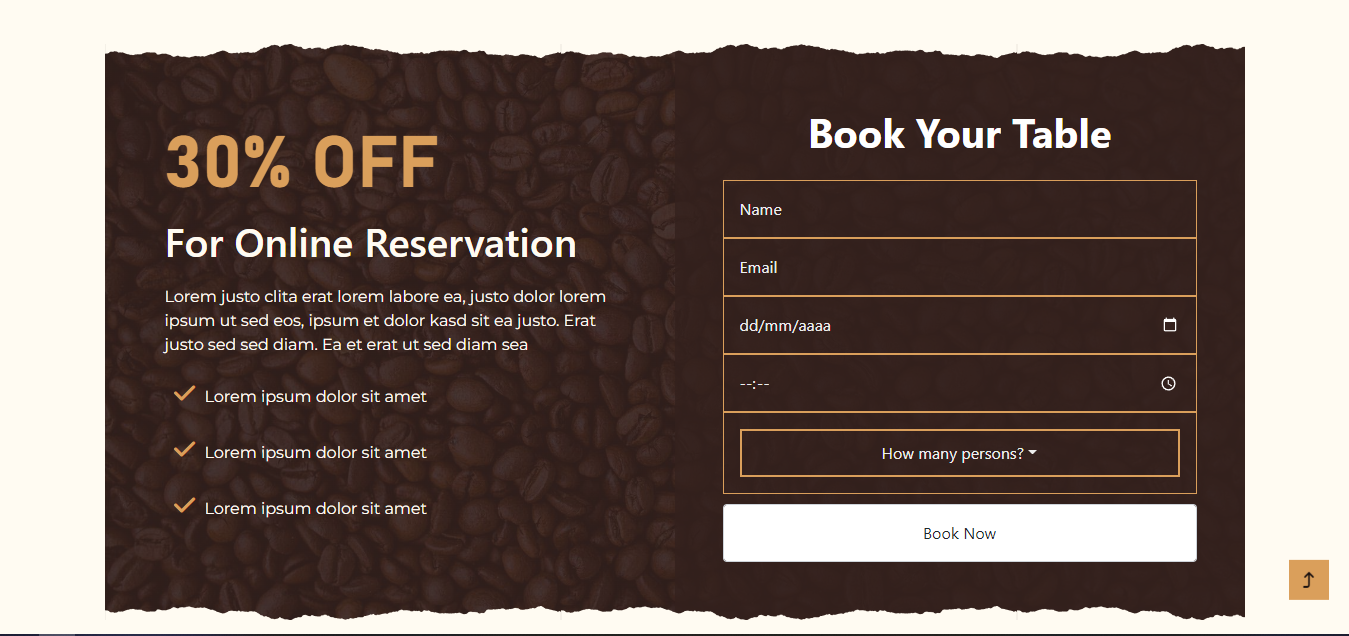 30% OFF
For Online Reservation
Lorem justo clita erat lorem labore ea, justo dolor lorem
ipsum ut sed eos, ipsum et dolor kasd sit ea justo. Erat
justo sed sed diam. Ea et erat ut sed diam sea
Lorem ipsum dolor sit amet
Lorem ipsum dolor sit amet
Lorem ipsum dolor sit amet
Book Your Table
Name
Email
dd/mm/aaaa
--:--
How many persons?
Book Now